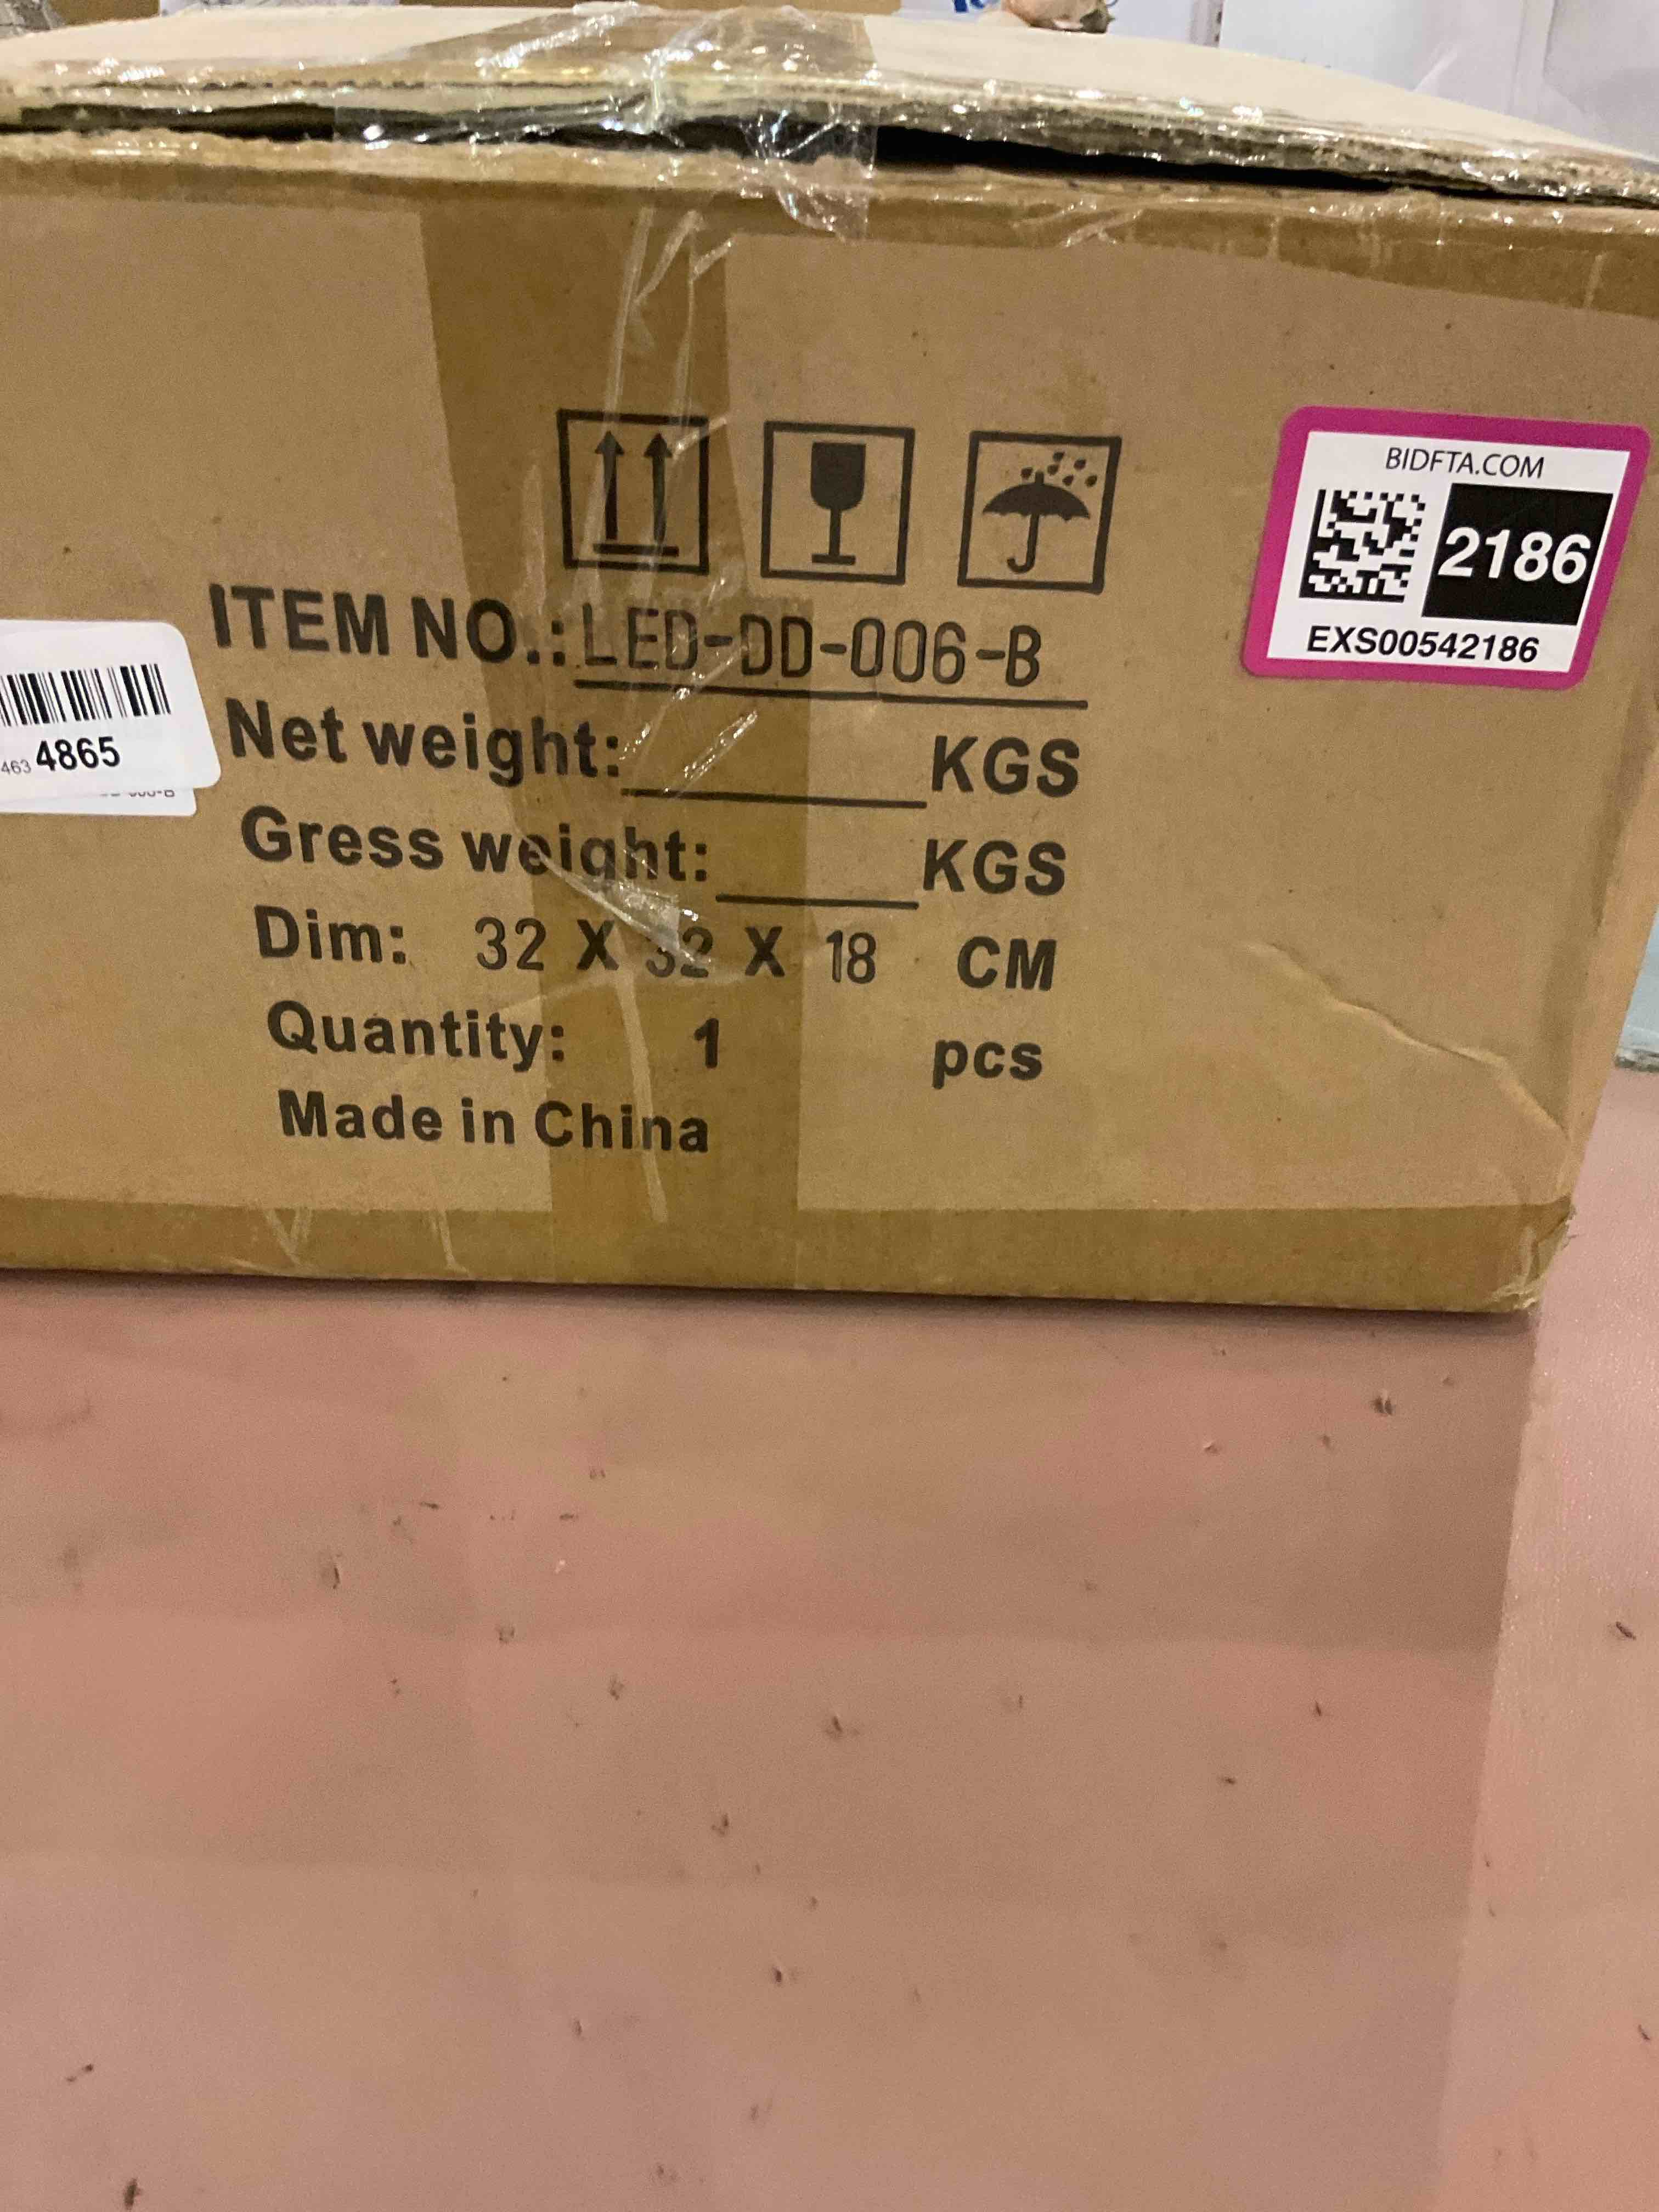 BIDFTA.COM
2186
EXS00542186
ITEM NO.: LED-DD-006-B
463 4865
Net weight: KGS
Gress weight: KGS
Dim: 32 X 32 X 18 CM
Quantity: 1 pcs
Made in China